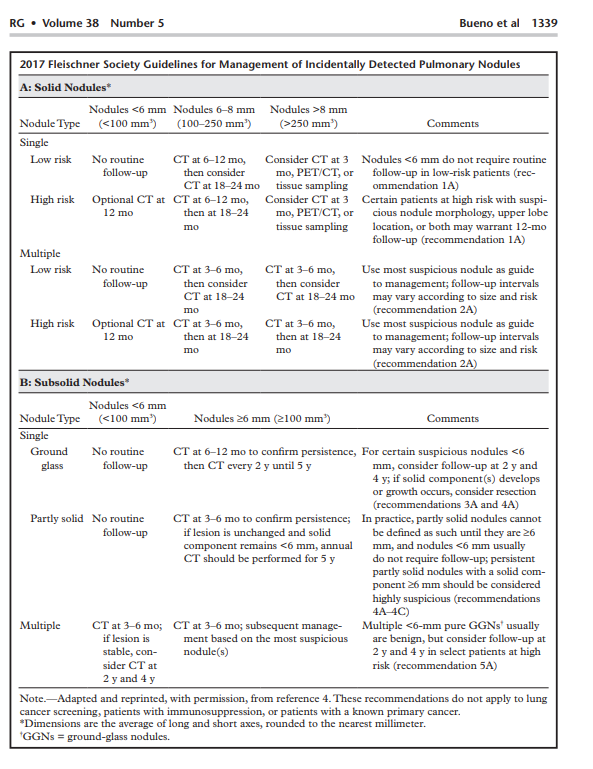 RG • Volume 38 Number 5 Bueno et al 1339
2017 Fleischner Society Guidelines for Management of Incidentally Detected Pulmonary Nodules
A: Solid Nodules*
Nodules <6 mm Nodules 6–8 mm Nodules >8 mm
Nodule Type (<100 mm³) (100–250 mm³) (>250 mm³) Comments
Single
Low risk No routine CT at 6–12 mo, Consider CT at 3 Nodules <6 mm do not require routine
follow-up then consider mo, PET/CT, or follow-up in low-risk patients (rec-
CT at 18–24 mo tissue sampling ommendation 1A)
High risk Optional CT at CT at 6–12 mo, Consider CT at 3 Certain patients at high risk with suspi-
12 mo then at 18–24 mo, PET/CT, or cious nodule morphology, upper lobe
mo tissue sampling location, or both may warrant 12-mo
follow-up (recommendation 1A)
Multiple
Low risk No routine CT at 3–6 mo, CT at 3–6 mo, Use most suspicious nodule as guide
follow-up then consider then consider to management; follow-up intervals
CT at 18–24 CT at 18–24 mo may vary according to size and risk
mo (recommendation 2A)
High risk Optional CT at CT at 3–6 mo, CT at 3–6 mo, Use most suspicious nodule as guide
12 mo then at 18–24 then at 18–24 to management; follow-up intervals
mo mo may vary according to size and risk
(recommendation 2A)
B: Subsolid Nodules*
Nodules <6 mm
Nodule Type (<100 mm³) Nodules ≥6 mm (≥100 mm³) Comments
Single
Ground No routine CT at 6–12 mo to confirm persistence, For certain suspicious nodules <6
glass follow-up then CT every 2 y until 5 y mm, consider follow-up at 2 y and
4 y; if solid component(s) develops
or growth occurs, consider resection
(recommendations 3A and 4A)
Partly solid No routine CT at 3–6 mo to confirm persistence; In practice, partly solid nodules cannot
follow-up if lesion is unchanged and solid be defined as such until they are ≥6
component remains <6 mm, annual mm, and nodules <6 mm usually
CT should be performed for 5 y do not require follow-up; persistent
partly solid nodules with a solid com-
ponent ≥6 mm should be considered
highly suspicious (recommendations
4A–4C)
Multiple CT at 3–6 mo; CT at 3–6 mo; subsequent manage- Multiple <6-mm pure GGNs† usually
if lesion is ment based on the most suspicious are benign, but consider follow-up at
stable, con- nodule(s) 2 y and 4 y in select patients at high
sider CT at risk (recommendation 5A)
2 y and 4 y
Note.—Adapted and reprinted, with permission, from reference 4. These recommendations do not apply to lung
cancer screening, patients with immunosuppression, or patients with a known primary cancer.
*Dimensions are the average of long and short axes, rounded to the nearest millimeter.
†GGNs = ground-glass nodules.